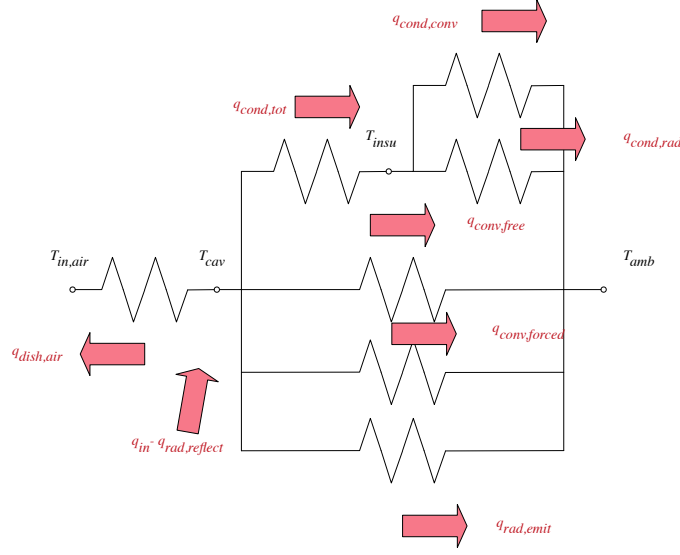 q_cond,conv
q_cond,tot
T_insu
q_cond,rad
q_conv,free
T_in,air
T_cav
T_amb
q_conv,forced
q_dish,air
q_in - q_rad,reflect
q_rad,emit